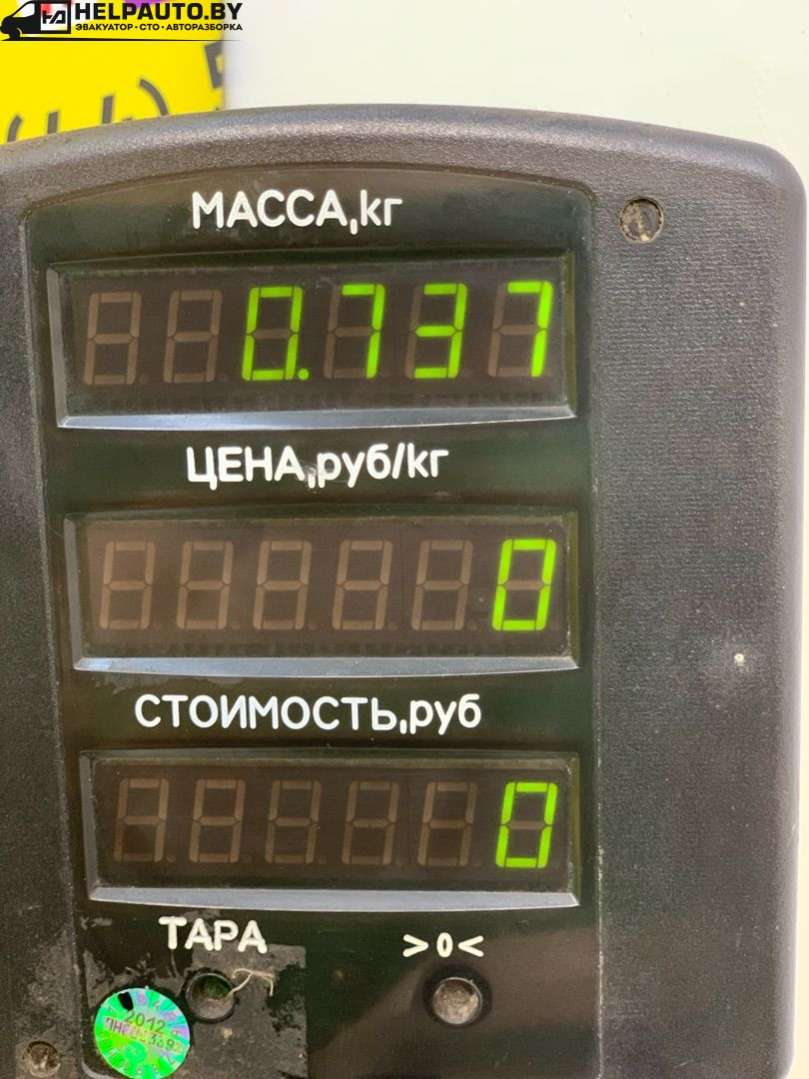 HELPAUTO.BY
ЭВАКУАТОР•СТО•АВТОРАЗБОРКА
МАССА,кг
0.737
ЦЕНА,руб/кг
0
СТОИМОСТЬ,руб
0
ТАРА >0<
2012